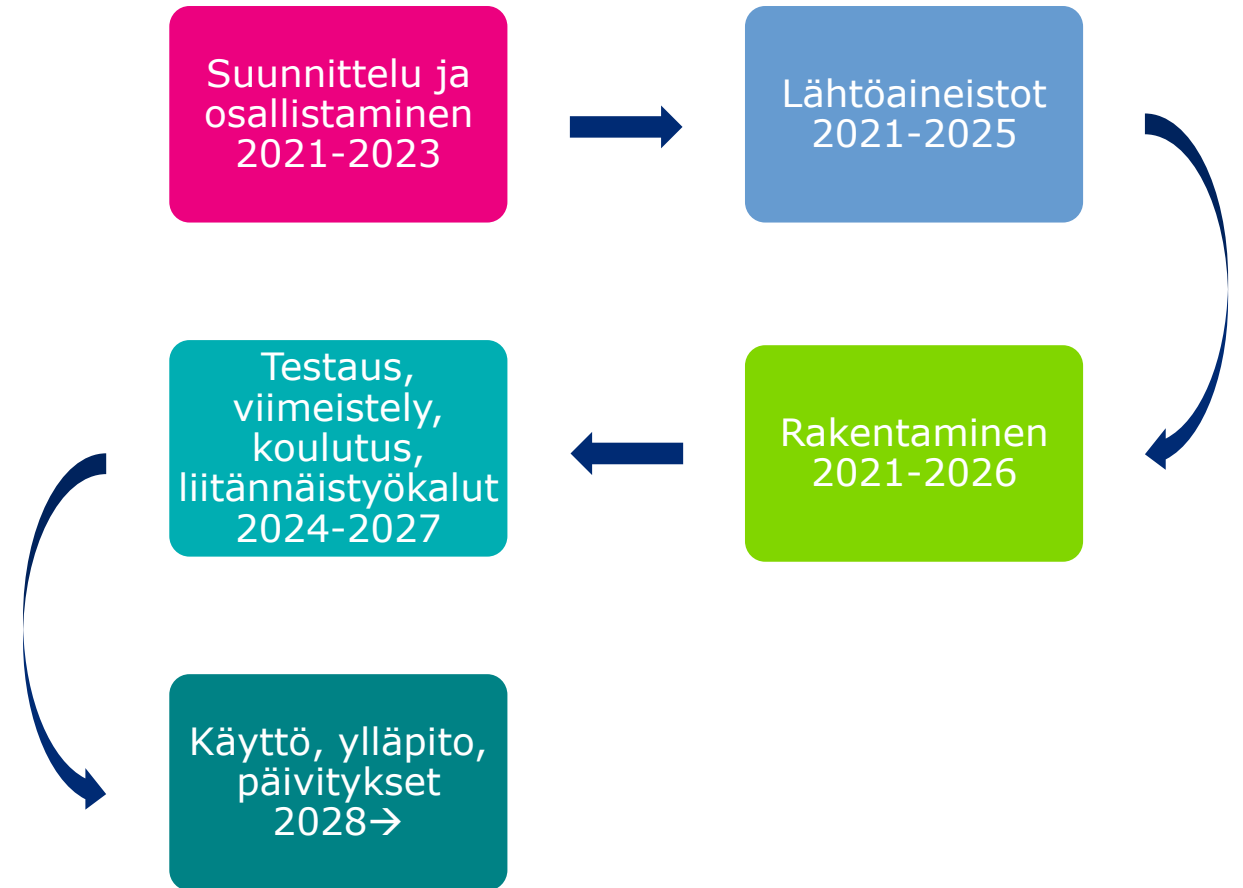 Suunnittelu ja
osallistaminen
2021-2023
Lähtöaineistot
2021-2025
Rakentaminen
2021-2026
Testaus,
viimeistely,
koulutus,
liitännäistyökalut
2024-2027
Käyttö, ylläpito,
päivitykset
2028→